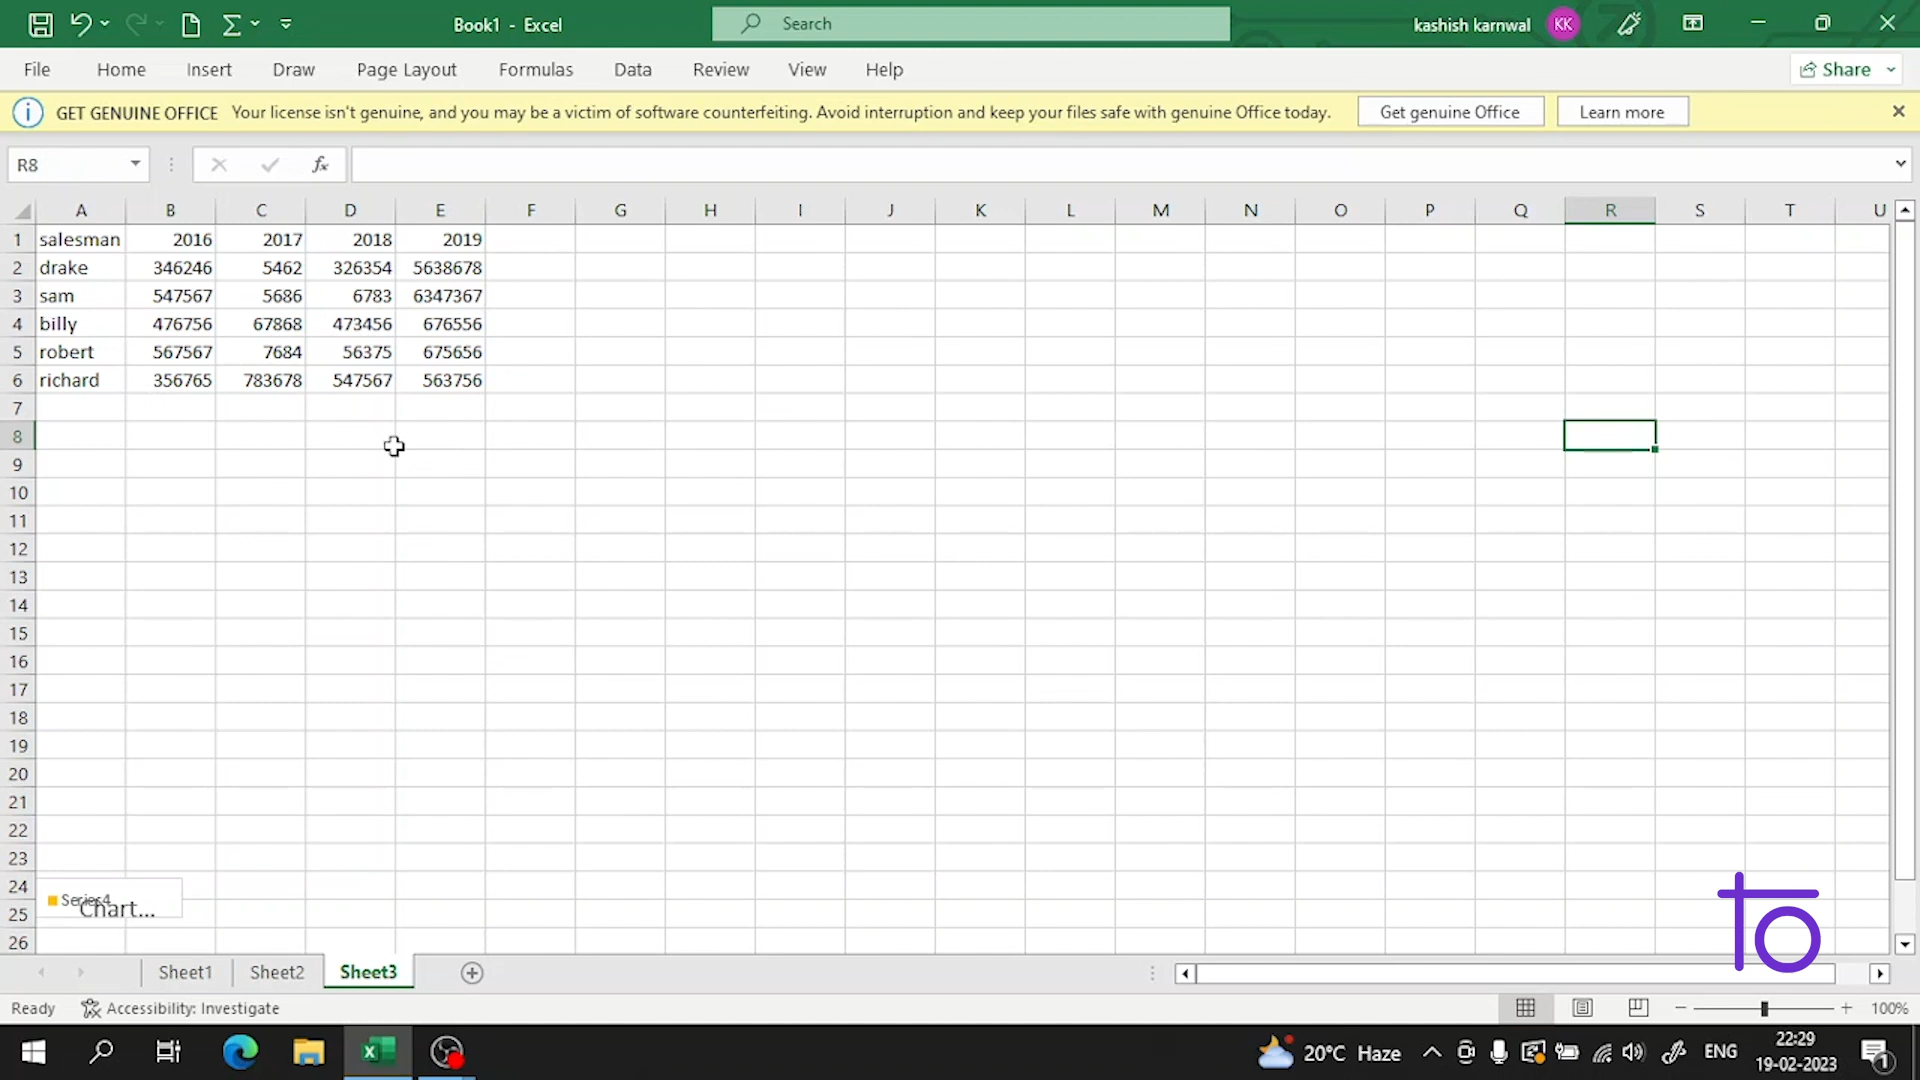 Book1 - Excel
Search
kashish karnwal KK
File Home Insert Draw Page Layout Formulas Data Review View Help Share
GET GENUINE OFFICE Your license isn't genuine, and you may be a victim of software counterfeiting. Avoid interruption and keep your files safe with genuine Office today. Get genuine Office Learn more
R8 fx
A B C D E F G H I J K L M N O P Q R S T U
1 salesman 2016 2017 2018 2019
2 drake 346246 5462 326354 5638678
3 sam 547567 5686 6783 6347367
4 billy 476756 67868 473456 676556
5 robert 567567 7684 56375 675656
6 richard 356765 783678 547567 563756
7
8
9
10
11
12
13
14
15
16
17
18
19
20
21
22
23
24
Series4
25 Chart...
26
to
Sheet1 Sheet2 Sheet3
Ready Accessibility: Investigate 100%
20°C Haze ENG 22:29
19-02-2023 1